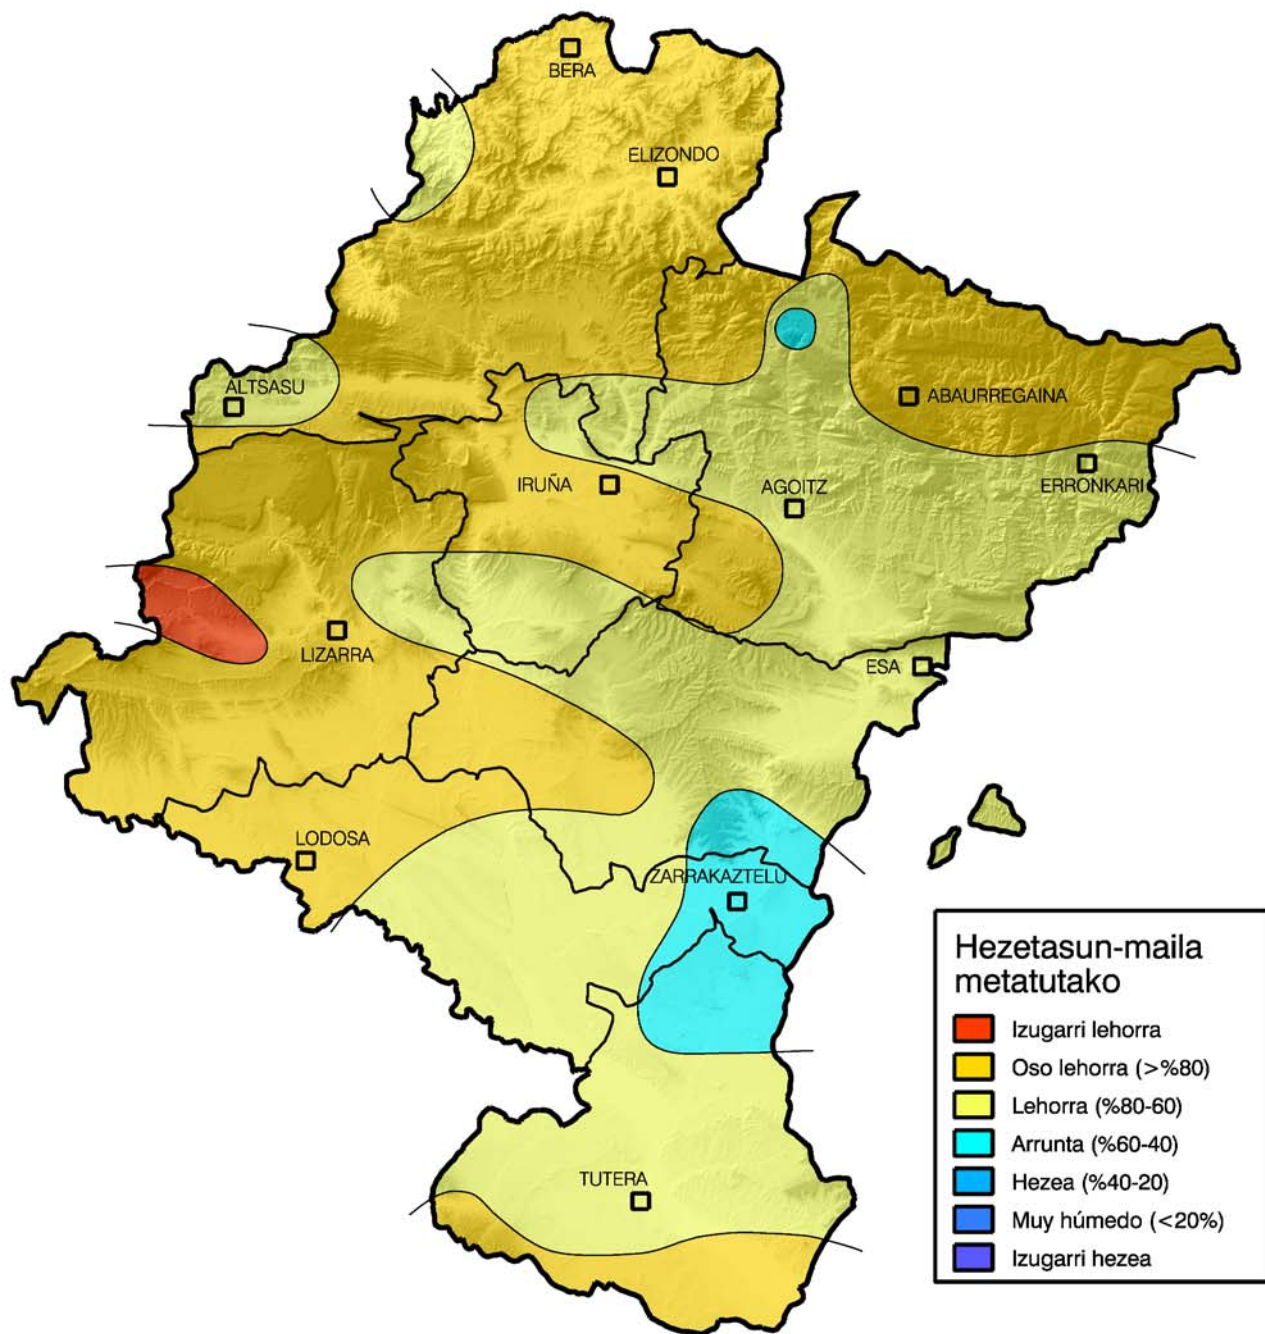 BERA
ELIZONDO
ALTSASU
ABAURREGAINA
IRUÑA
AGOITZ
ERRONKARI
LIZARRA
ESA
LODOSA
ZARRAKAZTELU
TUTERA
Hezetasun-maila
metatutako
Izugarri lehorra
Oso lehorra (>%80)
Lehorra (%80-60)
Arrunta (%60-40)
Hezea (%40-20)
Muy húmedo (<20%)
Izugarri hezea